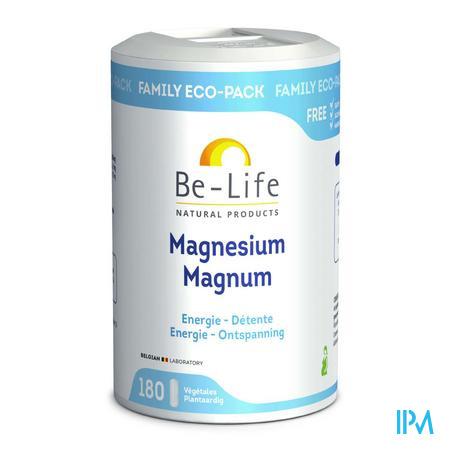 FAMILY ECO-PACK
FAMILY ECO-
-PACK
FREE
Be-Life
NATURAL PRODUCTS
Magnesium
Magnum
Energie - Détente
Energie - Ontspanning
BELGIAN LABORATORY
180 Végétales
Plantaardig
IPM